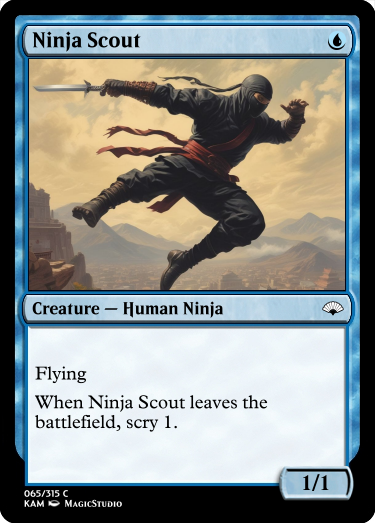 Ninja Scout
Creature — Human Ninja
Flying
When Ninja Scout leaves the
battlefield, scry 1.
1/1
065/315 C
KAM MagicStudio